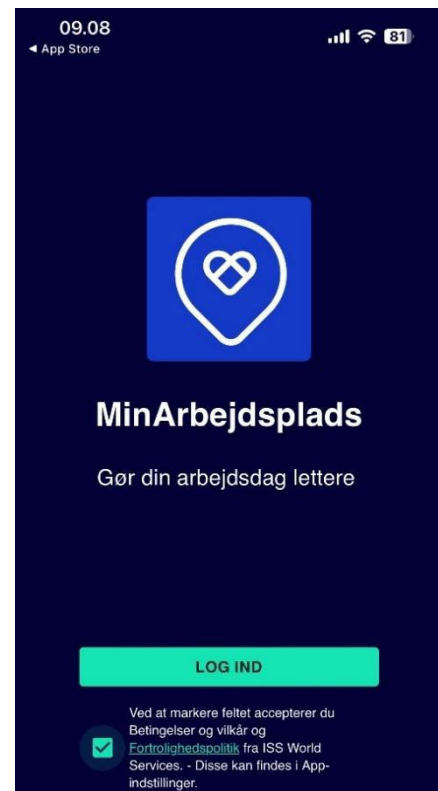 09.08
81
◄ App Store
MinArbejdsplads
Gør din arbejdsdag lettere
LOG IND
Ved at markere feltet accepterer du
Betingelser og vilkår og
Fortrolighedspolitik fra ISS World
Services. - Disse kan findes i App-
indstillinger.